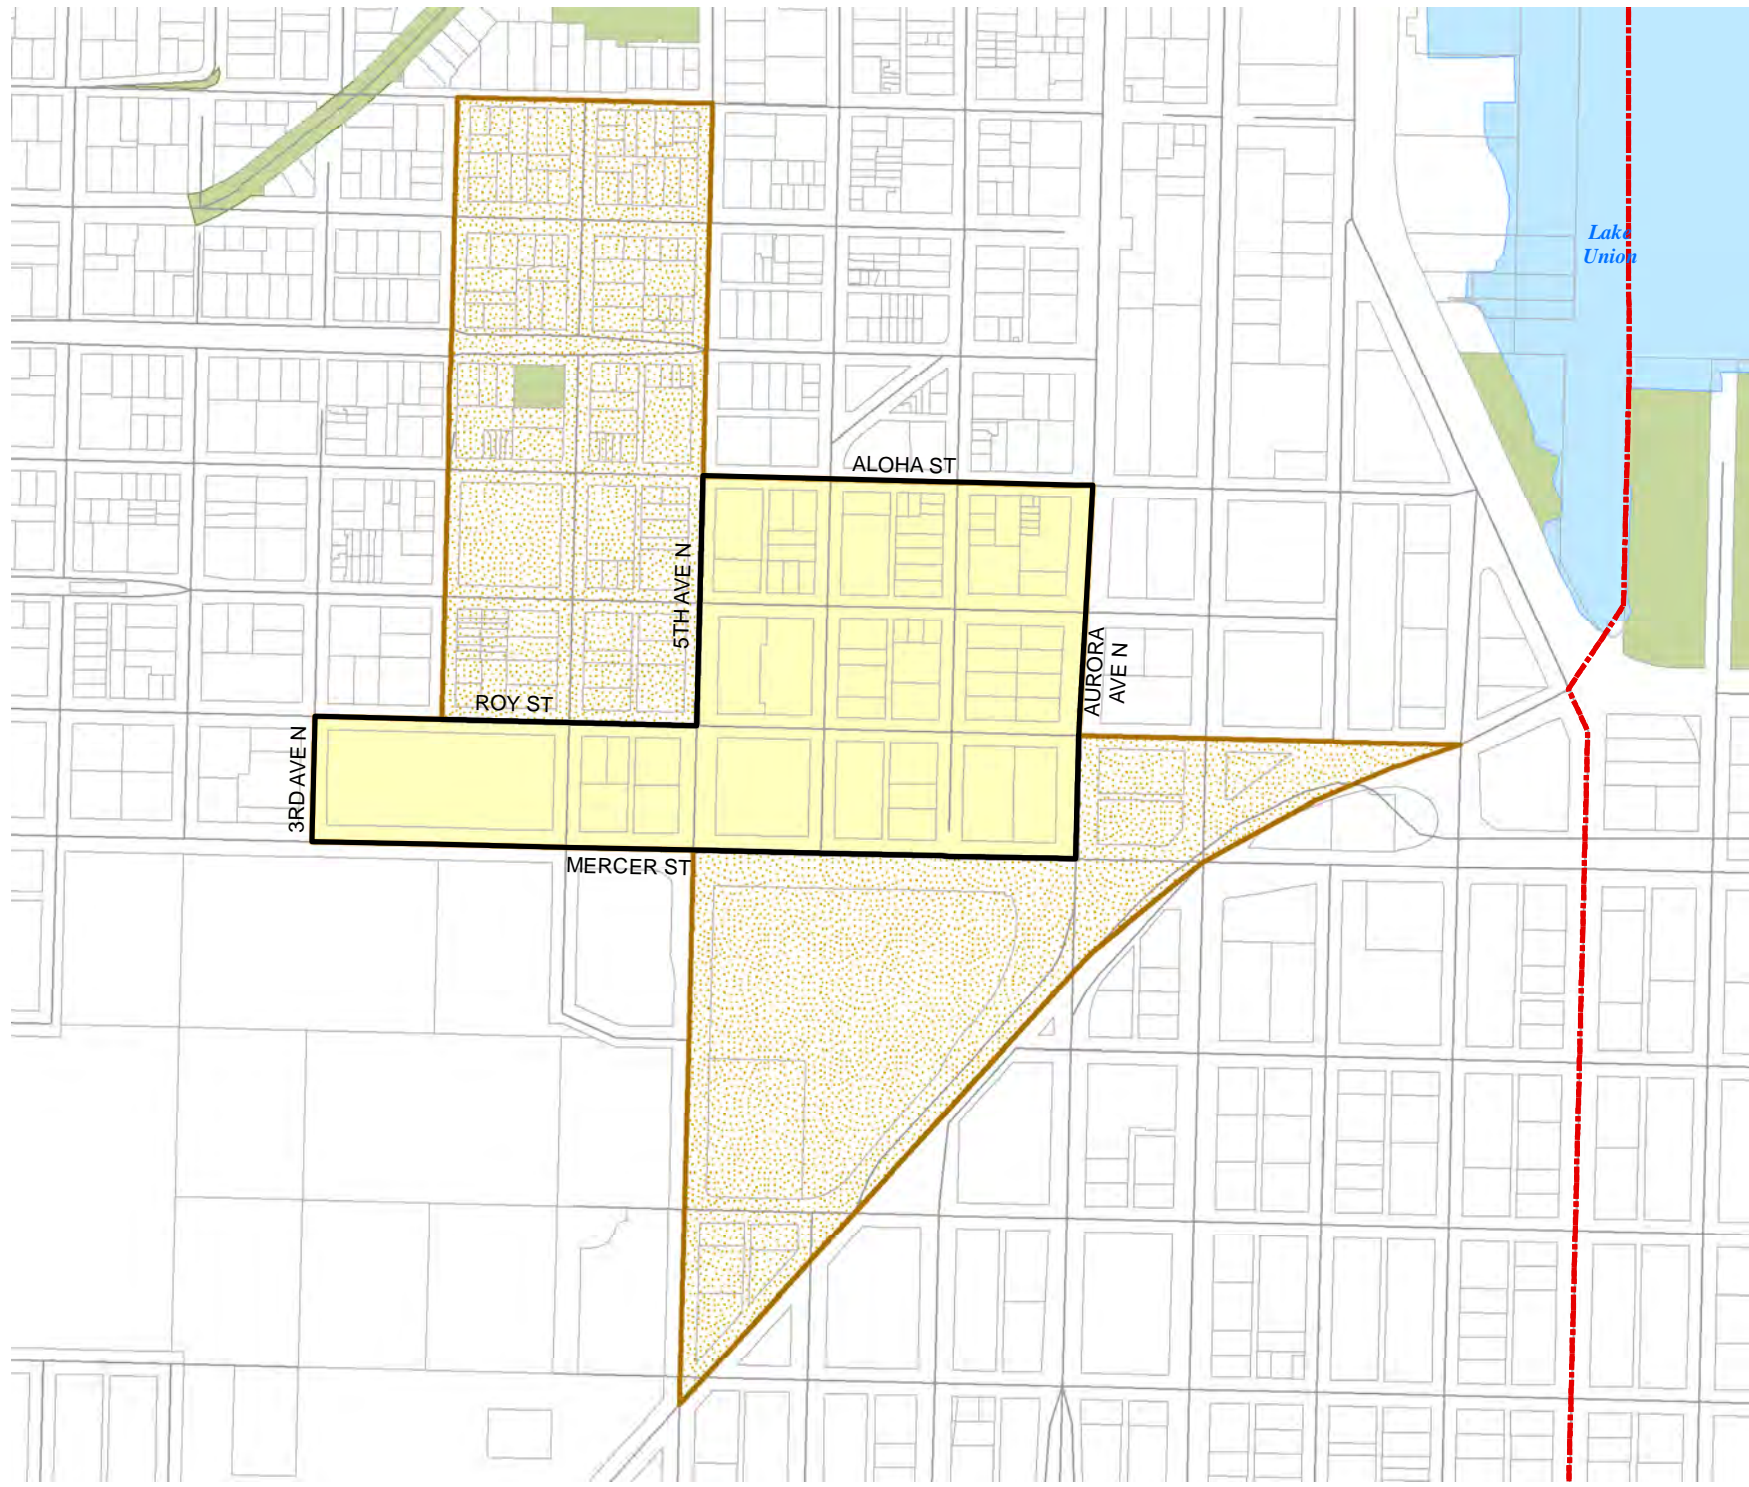 Lake
Union
ALOHA ST
5TH AVE N
AURORA
AVE N
ROY ST
3RD AVE N
MERCER ST